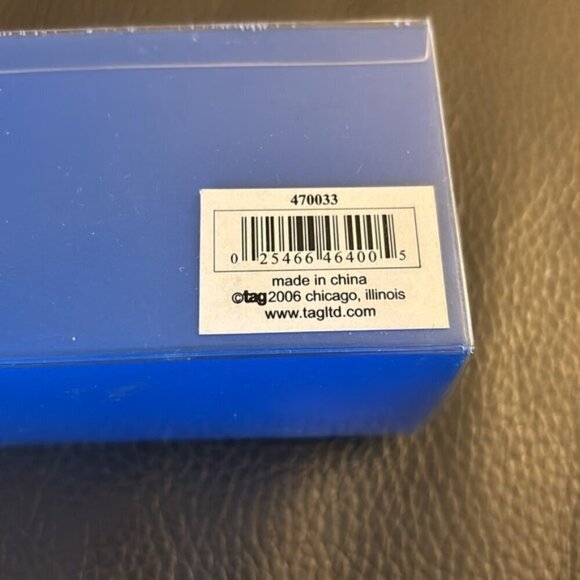 470033
0 25466 46400 5
made in china
©tag2006 chicago, illinois
www.tagltd.com